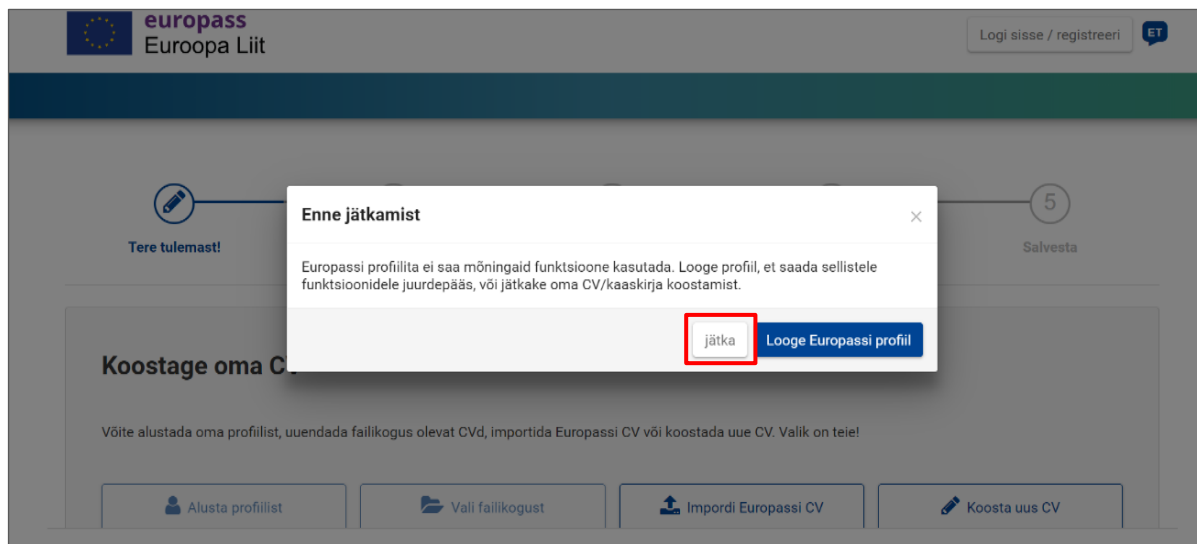 europass
Euroopa Liit
Logi sisse / registreeri
ET
Enne jätkamist
Europassi profiilita ei saa mõningaid funktsioone kasutada. Looge profiil, et saada sellistele
funktsioonidele juurdepääs, või jätkake oma CV/kaaskirja koostamist.
jätka
Looge Europassi profiil
Tere tulemast!
5
Salvesta
Koostage oma C
Võite alustada oma profiilist, uuendada failikogus olevat CVd, importida Europassi CV või koostada uue CV. Valik on teie!
Alusta profiilist
Vali failikogust
Impordi Europassi CV
Koosta uus CV